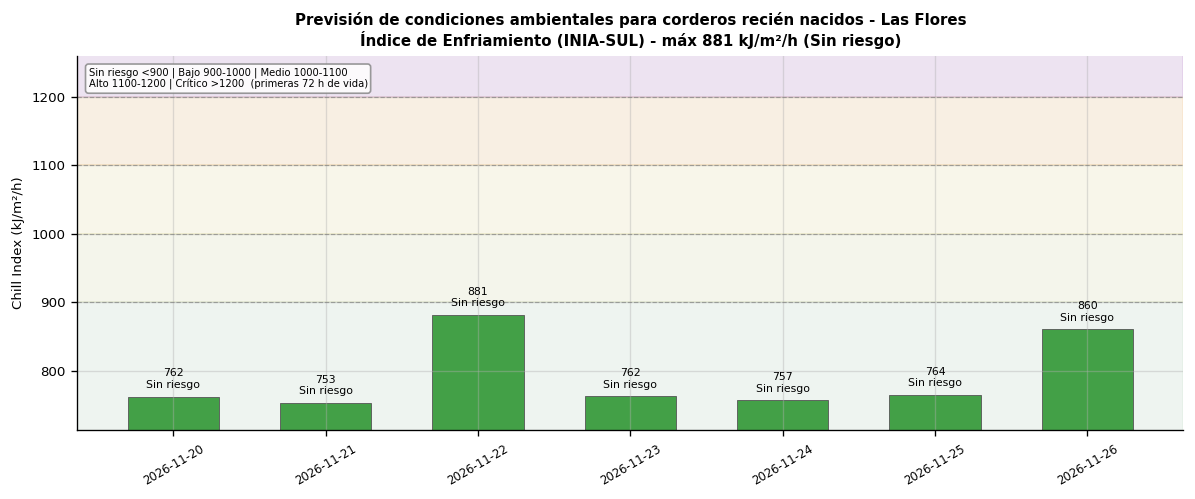 Previsión de condiciones ambientales para corderos recién nacidos - Las Flores
Índice de Enfriamiento (INIA-SUL) - máx 881 kJ/m²/h (Sin riesgo)
Sin riesgo <900 | Bajo 900-1000 | Medio 1000-1100
Alto 1100-1200 | Crítico >1200  (primeras 72 h de vida)
Chill Index (kJ/m²/h)
1200
1100
1000
900
800
762
Sin riesgo
753
Sin riesgo
881
Sin riesgo
762
Sin riesgo
757
Sin riesgo
764
Sin riesgo
860
Sin riesgo
2026-11-20
2026-11-21
2026-11-22
2026-11-23
2026-11-24
2026-11-25
2026-11-26